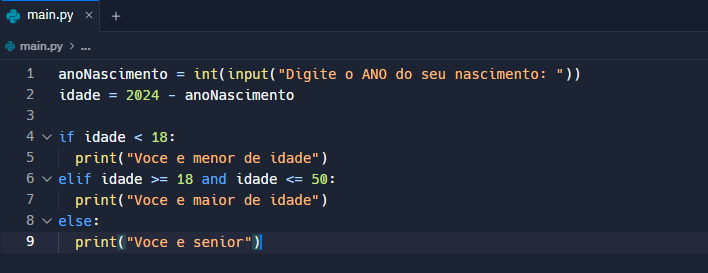 main.py × +
main.py > ...
1 anoNascimento = int(input("Digite o ANO do seu nascimento: "))
2 idade = 2024 - anoNascimento
3
4 if idade < 18:
5   print("Voce e menor de idade")
6 elif idade >= 18 and idade <= 50:
7   print("Voce e maior de idade")
8 else:
9   print("Voce e senior")